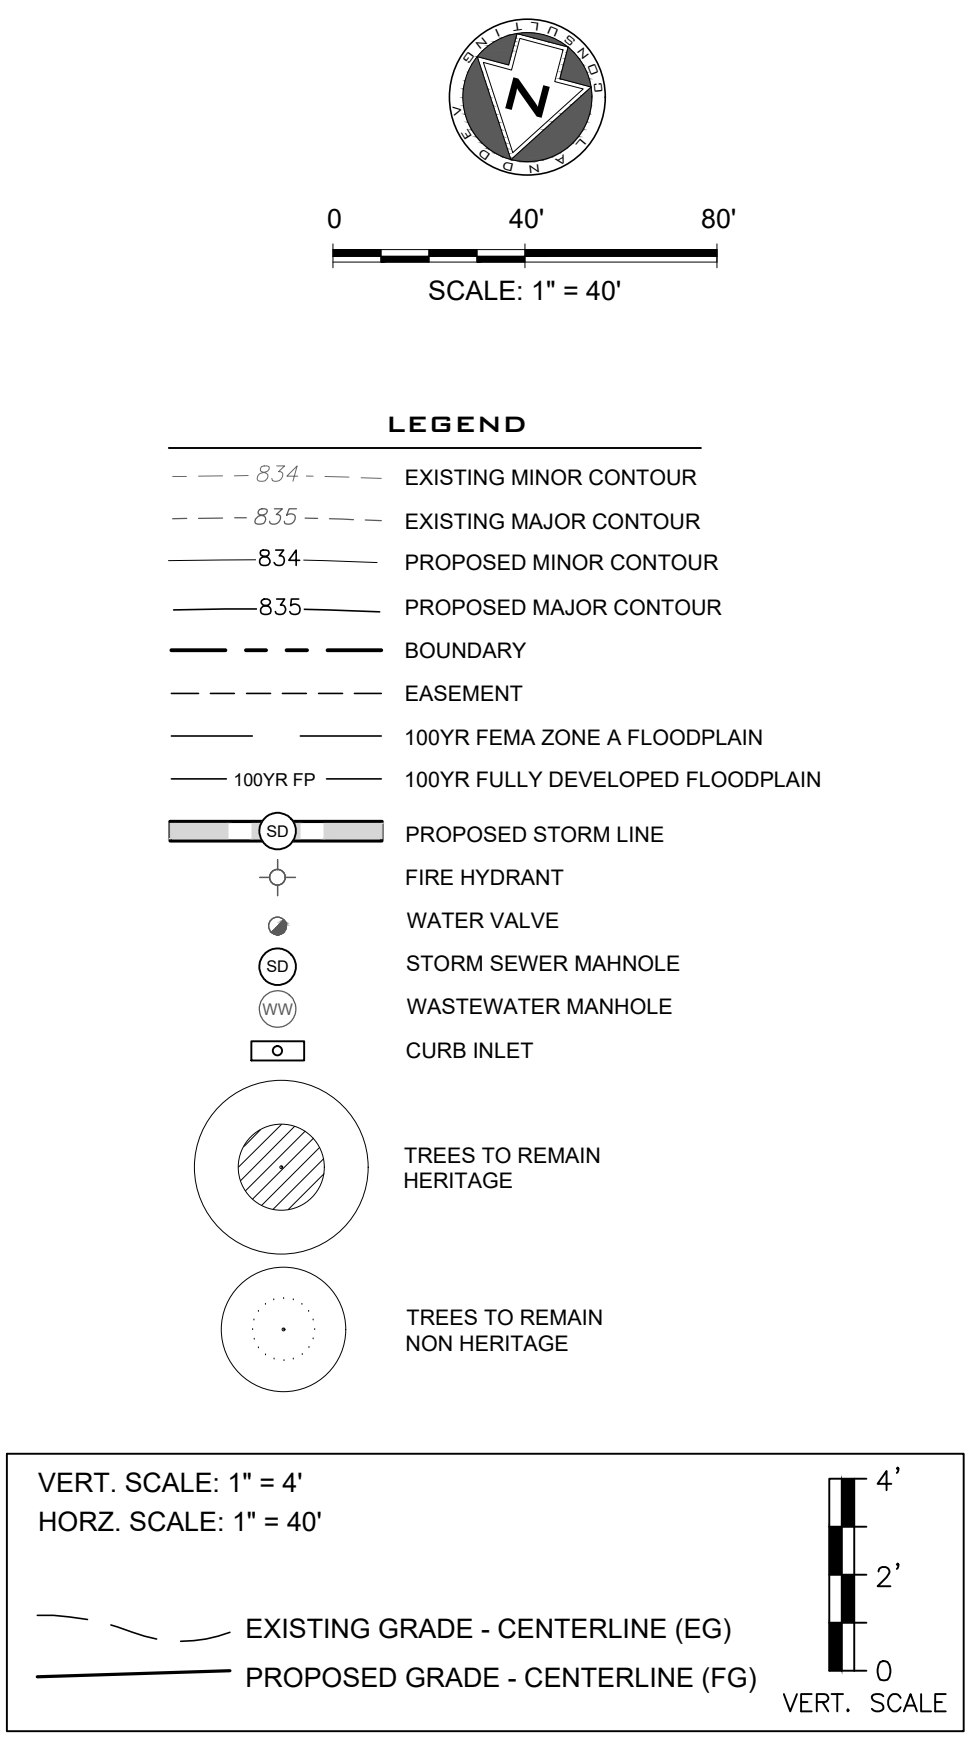 LANDDEV CONSULTING
N
0 40' 80'
SCALE: 1" = 40'
LEGEND
834 EXISTING MINOR CONTOUR
835 EXISTING MAJOR CONTOUR
834 PROPOSED MINOR CONTOUR
835 PROPOSED MAJOR CONTOUR
BOUNDARY
EASEMENT
100YR FEMA ZONE A FLOODPLAIN
100YR FP 100YR FULLY DEVELOPED FLOODPLAIN
SD PROPOSED STORM LINE
FIRE HYDRANT
WATER VALVE
SD STORM SEWER MAHNOLE
WW WASTEWATER MANHOLE
CURB INLET
TREES TO REMAIN
HERITAGE
TREES TO REMAIN
NON HERITAGE
VERT. SCALE: 1" = 4'
HORZ. SCALE: 1" = 40'
EXISTING GRADE - CENTERLINE (EG)
PROPOSED GRADE - CENTERLINE (FG)
4'
2'
0
VERT. SCALE